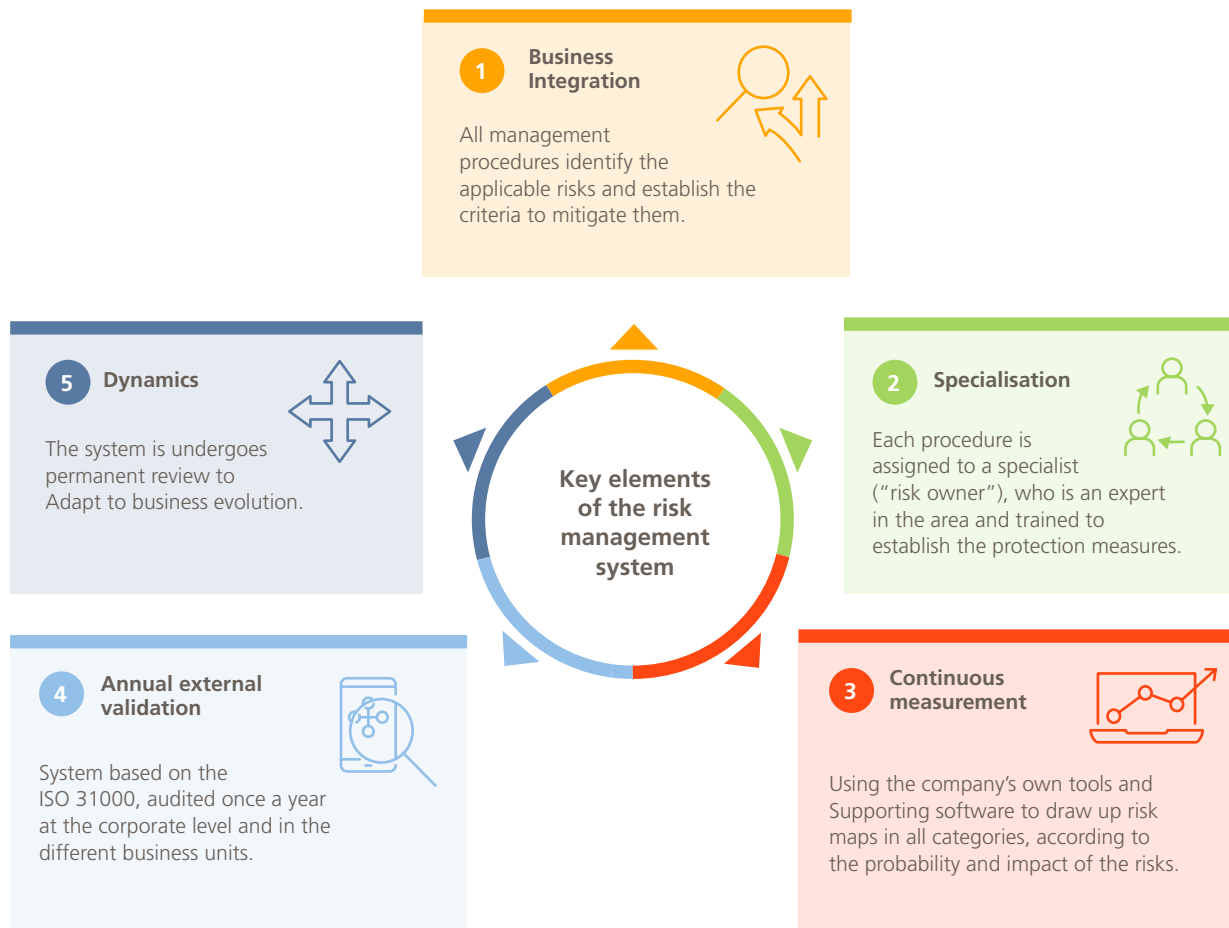 1
Business
Integration
All management
procedures identify the
applicable risks and establish the
criteria to mitigate them.
5
Dynamics
The system is undergoes
permanent review to
Adapt to business evolution.
Key elements
of the risk
management
system
2
Specialisation
Each procedure is
assigned to a specialist
(“risk owner”), who is an expert
in the area and trained to
establish the protection measures.
4
Annual external
validation
System based on the
ISO 31000, audited once a year
at the corporate level and in the
different business units.
3
Continuous
measurement
Using the company’s own tools and
Supporting software to draw up risk
maps in all categories, according to
the probability and impact of the risks.